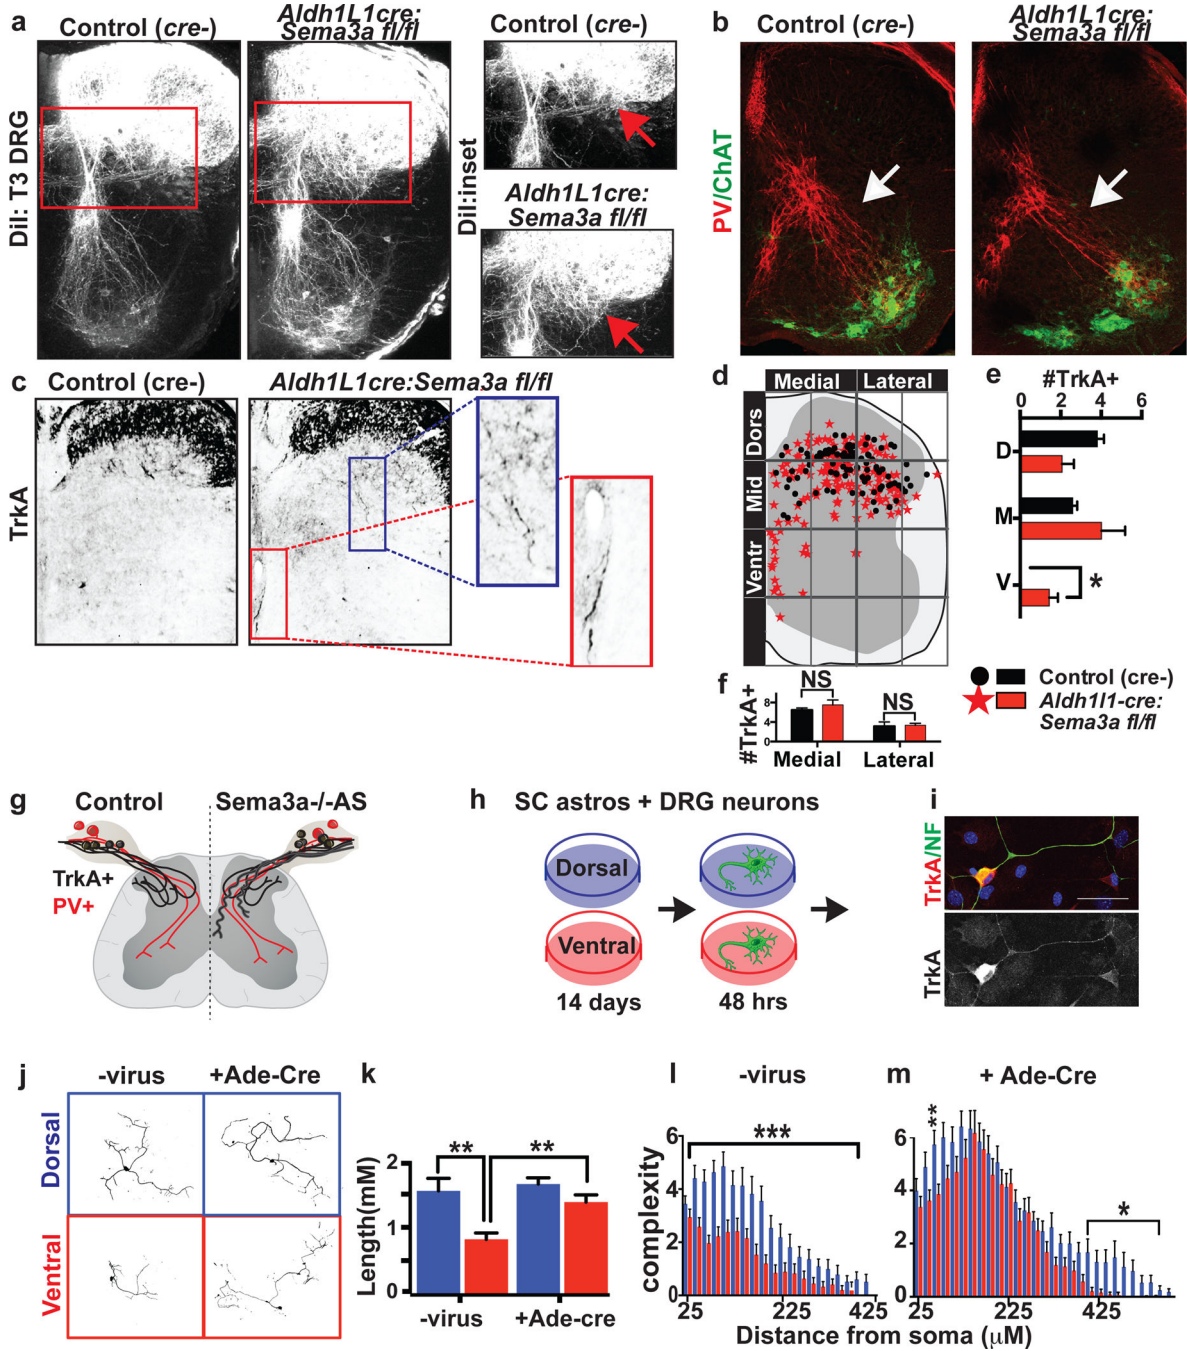 a
Control (cre-)
Aldh1L1cre:
Sema3a fl/fl
Control (cre-)
DiI: T3 DRG
DiI:inset
Aldh1L1cre:
Sema3a fl/fl
b
Control (cre-)
Aldh1L1cre:
Sema3a fl/fl
PV/ChAT
c
Control (cre-)
Aldh1L1cre:Sema3a fl/fl
TrkA
d
Medial
Lateral
Dors
Mid
Ventr
e
#TrkA+
0 2 4 6
D
M
V
*
f
#TrkA+
8
4
0
NS
NS
Medial
Lateral
Control (cre-)
Aldh1l1-cre:
Sema3a fl/fl
g
Control
Sema3a-/-AS
TrkA+
PV+
h
SC astros + DRG neurons
Dorsal
Ventral
14 days
48 hrs
i
TrkA/NF
TrkA
j
-virus
+Ade-Cre
Dorsal
Ventral
k
Length(mM)
2
1
0
**
**
-virus
+Ade-cre
l
-virus
complexity
6
4
2
0
***
25 225 425
m
+ Ade-Cre
6
4
2
0
**
*
25 225 425
Distance from soma (µM)